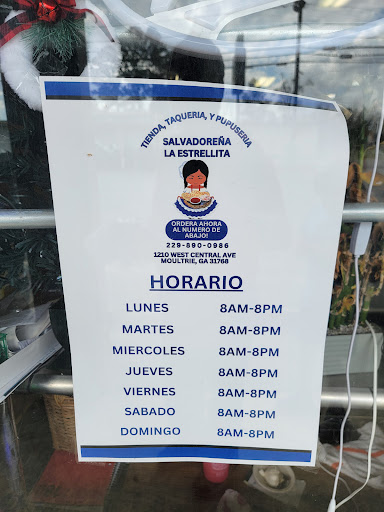 TIENDA, TAQUERIA, Y PUPUSERIA
SALVADOREÑA
LA ESTRELLITA
ORDERA AHORA
AL NUMERO DE
ABAJO!
229-890-0986
1210 WEST CENTRAL AVE
MOULTRIE, GA 31768
HORARIO
LUNES 8AM-8PM
MARTES 8AM-8PM
MIERCOLES 8AM-8PM
JUEVES 8AM-8PM
VIERNES 8AM-8PM
SABADO 8AM-8PM
DOMINGO 8AM-8PM